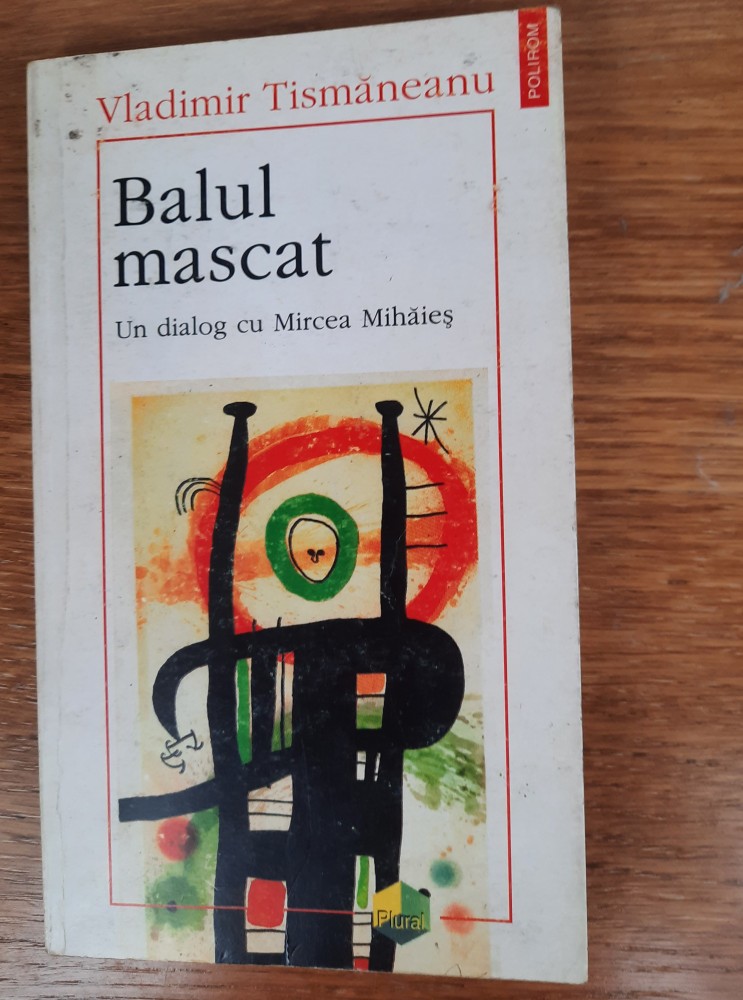 POLIROM
Vladimir Tismăneanu
Balul
mascat
Un dialog cu Mircea Mihăieş
Plural